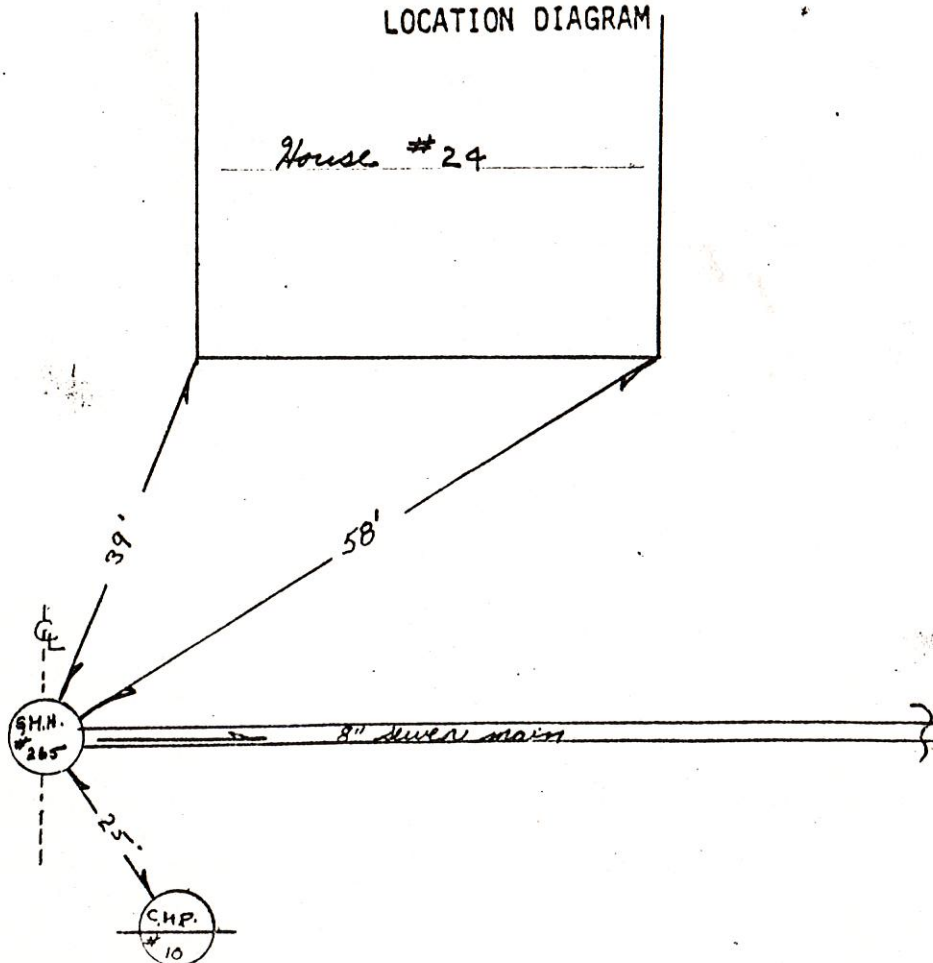 LOCATION DIAGRAM
House #24
39'
58'
C̵L
S.M.H.
#
265
8" sewer main
25'
C.H.P.
#
10